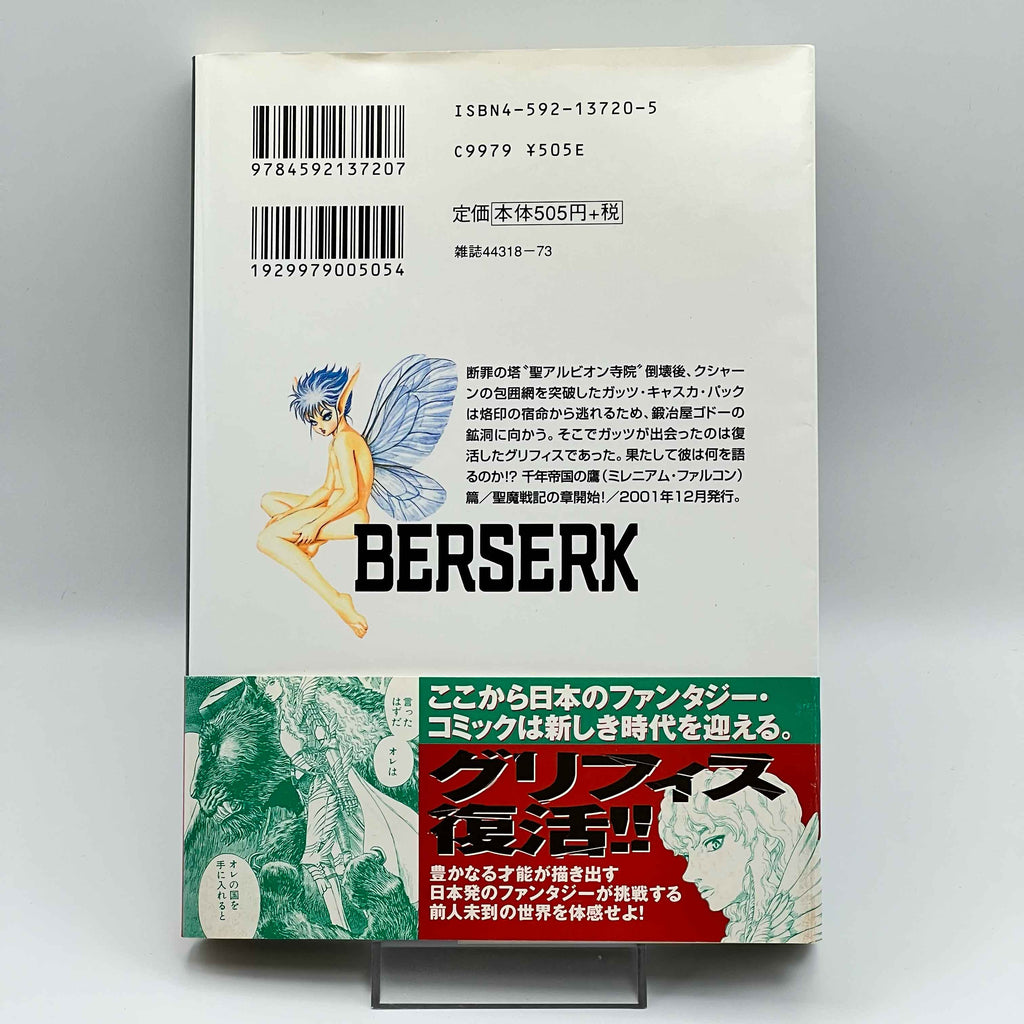 ISBN4-592-13720-5
C9979 ¥505E
9784592137207
定価 本体505円+税
雑誌44318-73
1929979005054
断罪の塔〝聖アルビオン寺院〟倒壊後、クシャー
ンの包囲網を突破したガッツ・キャスカ・パック
は烙印の宿命から逃れるため、鍛冶屋ゴドーの
鉱洞に向かう。そこでガッツが出会ったのは復
活したグリフィスであった。果たして彼は何を語
るのか!? 千年帝国の鷹(ミレニアム・ファルコン)
篇/聖魔戦記の章開始!/2001年12月発行。
BERSERK
言った
はずだ
オレは
オレの国を
手に入れると
ここから日本のファンタジー・
コミックは新しき時代を迎える。
グリフィス
復活!!
豊かなる才能が描き出す
日本発のファンタジーが挑戦する
前人未到の世界を体感せよ!